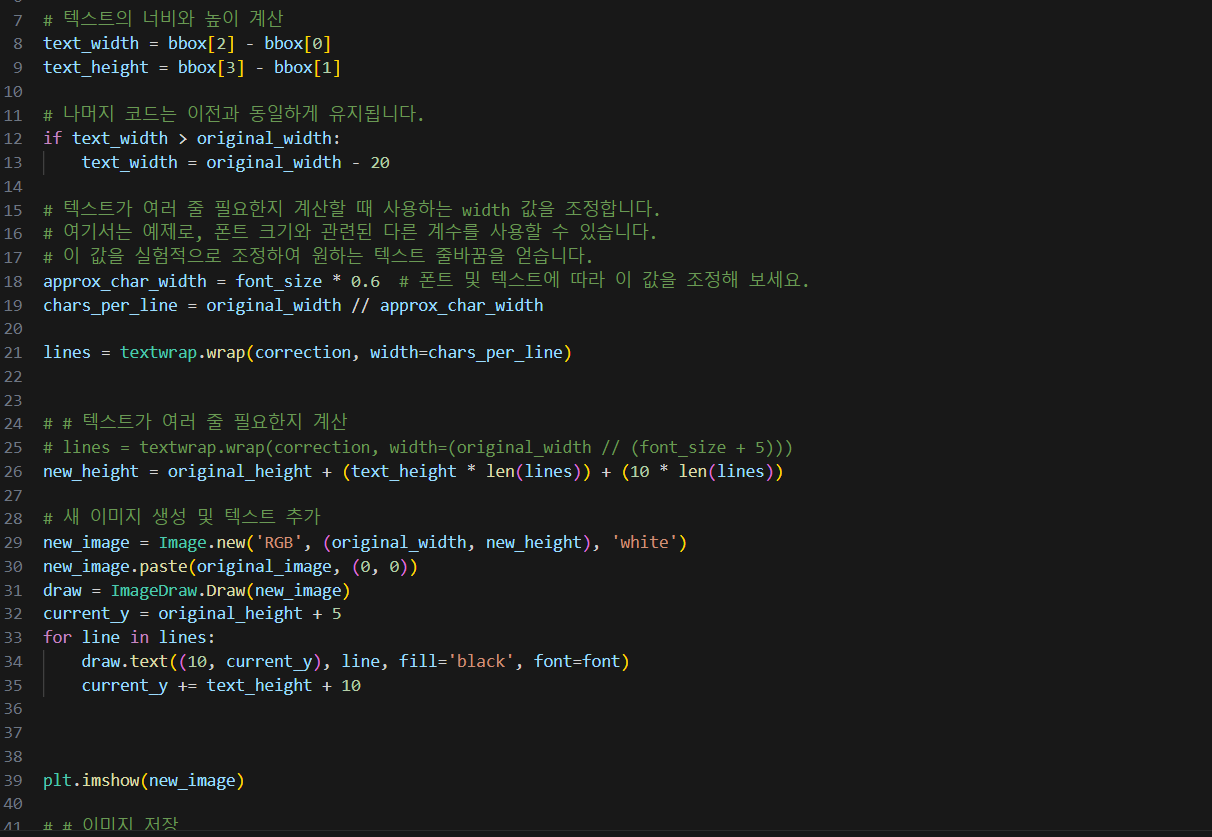 7 # 텍스트의 너비와 높이 계산
8 text_width = bbox[2] - bbox[0]
9 text_height = bbox[3] - bbox[1]
10
11 # 나머지 코드는 이전과 동일하게 유지됩니다.
12 if text_width > original_width:
13     text_width = original_width - 20
14
15 # 텍스트가 여러 줄 필요한지 계산할 때 사용하는 width 값을 조정합니다.
16 # 여기서는 예제로, 폰트 크기와 관련된 다른 계수를 사용할 수 있습니다.
17 # 이 값을 실험적으로 조정하여 원하는 텍스트 줄바꿈을 얻습니다.
18 approx_char_width = font_size * 0.6  # 폰트 및 텍스트에 따라 이 값을 조정해 보세요.
19 chars_per_line = original_width // approx_char_width
20
21 lines = textwrap.wrap(correction, width=chars_per_line)
22
23
24 # # 텍스트가 여러 줄 필요한지 계산
25 # lines = textwrap.wrap(correction, width=(original_width // (font_size + 5)))
26 new_height = original_height + (text_height * len(lines)) + (10 * len(lines))
27
28 # 새 이미지 생성 및 텍스트 추가
29 new_image = Image.new('RGB', (original_width, new_height), 'white')
30 new_image.paste(original_image, (0, 0))
31 draw = ImageDraw.Draw(new_image)
32 current_y = original_height + 5
33 for line in lines:
34     draw.text((10, current_y), line, fill='black', font=font)
35     current_y += text_height + 10
36
37
38
39 plt.imshow(new_image)
40
41 # # 이미지 저장